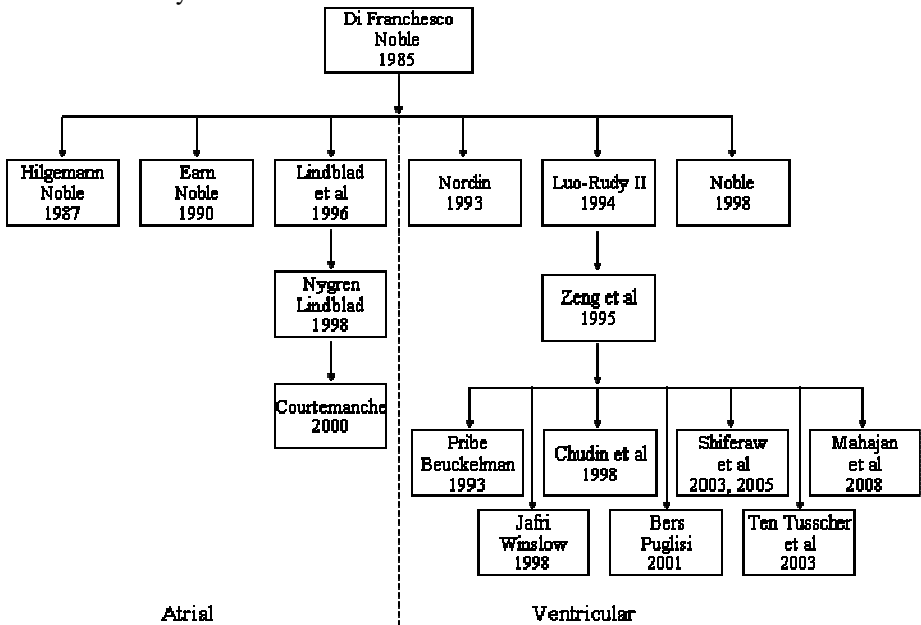 Di Franchesco
Noble
1985
Hilgemann
Noble
1987
Earn
Noble
1990
Lindblad
et al
1996
Nordin
1993
Luo-Rudy II
1994
Noble
1998
Nygren
Lindblad
1998
Zeng et al
1995
Courtemanche
2000
Pribe
Beuckelman
1993
Chudin et al
1998
Shiferaw
et al
2003, 2005
Mahajan
et al
2008
Jafri
Winslow
1998
Bers
Puglisi
2001
Ten Tusscher
et al
2003
Atrial
Ventricular